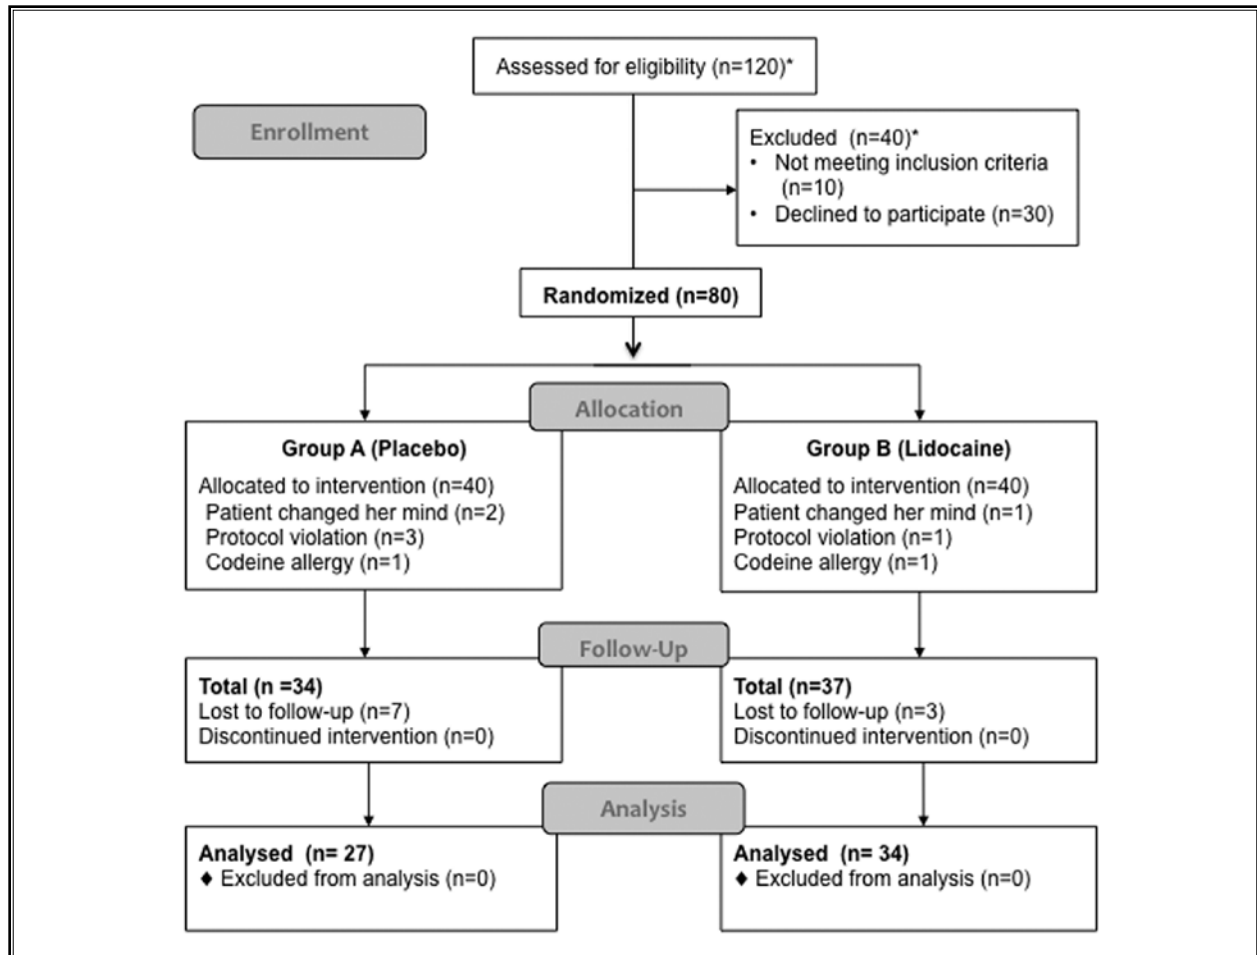 Assessed for eligibility (n=120)*
Enrollment
Excluded (n=40)*
• Not meeting inclusion criteria
(n=10)
• Declined to participate (n=30)
Randomized (n=80)
Allocation
Group A (Placebo)
Allocated to intervention (n=40)
Patient changed her mind (n=2)
Protocol violation (n=3)
Codeine allergy (n=1)
Group B (Lidocaine)
Allocated to intervention (n=40)
Patient changed her mind (n=1)
Protocol violation (n=1)
Codeine allergy (n=1)
Follow-Up
Total (n =34)
Lost to follow-up (n=7)
Discontinued intervention (n=0)
Total (n=37)
Lost to follow-up (n=3)
Discontinued intervention (n=0)
Analysis
Analysed (n= 27)
♦ Excluded from analysis (n=0)
Analysed (n= 34)
♦ Excluded from analysis (n=0)